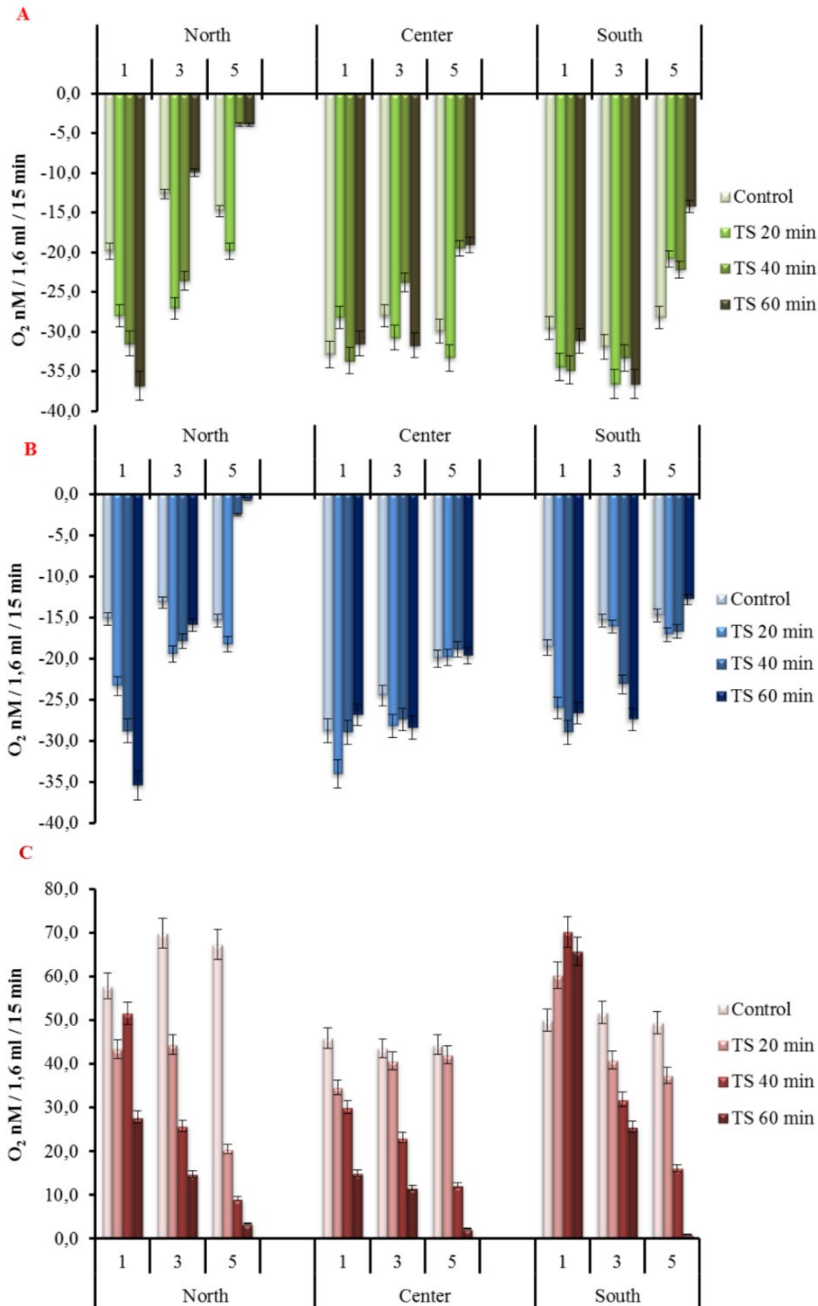 A
North Center South
1 3 5 1 3 5 1 3 5
0,0
-5,0
-10,0
-15,0
-20,0
-25,0
-30,0
-35,0
-40,0
O₂ nM / 1,6 ml / 15 min
Control
TS 20 min
TS 40 min
TS 60 min
B
North Center South
1 3 5 1 3 5 1 3 5
0,0
-5,0
-10,0
-15,0
-20,0
-25,0
-30,0
-35,0
-40,0
O₂ nM / 1,6 ml / 15 min
Control
TS 20 min
TS 40 min
TS 60 min
C
80,0
70,0
60,0
50,0
40,0
30,0
20,0
10,0
0,0
O₂ nM / 1,6 ml / 15 min
Control
TS 20 min
TS 40 min
TS 60 min
1 3 5 1 3 5 1 3 5
North Center South